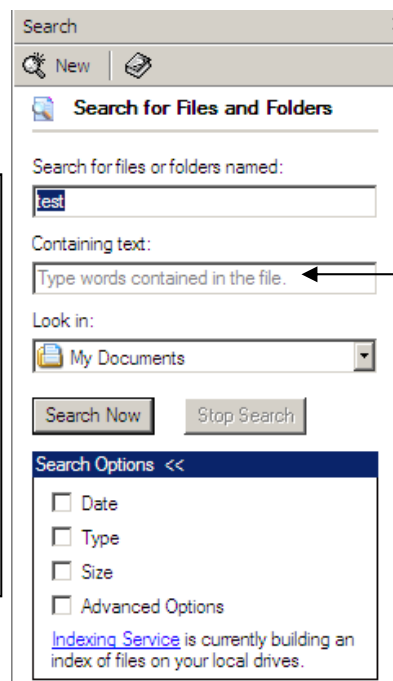 Search
New
Search for Files and Folders
Search for files or folders named:
test
Containing text:
Type words contained in the file.
Look in:
My Documents
Search Now Stop Search
Search Options <<
Date
Type
Size
Advanced Options
Indexing Service is currently building an
index of files on your local drives.